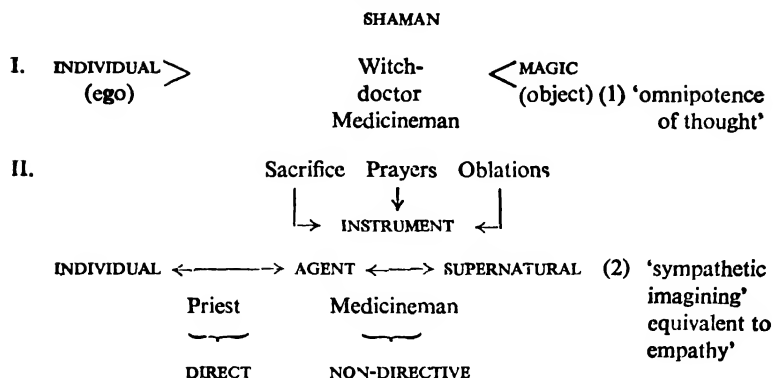 SHAMAN
I. INDIVIDUAL > Witch- < MAGIC
(ego) doctor (object) (1) 'omnipotence
Medicineman of thought'
II. Sacrifice Prayers Oblations
INSTRUMENT
INDIVIDUAL ←——→ AGENT ←—→ SUPERNATURAL (2) 'sympathetic
Priest Medicineman imagining'
equivalent to
empathy'
DIRECT NON-DIRECTIVE